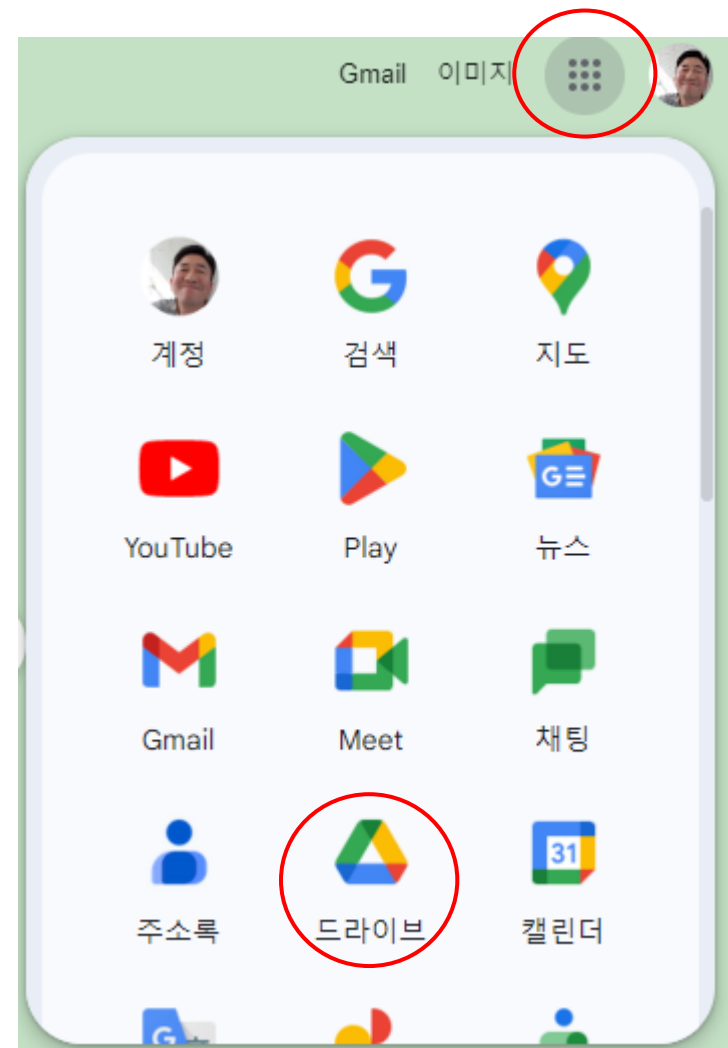 Gmail 이미지
계정 검색 지도
YouTube Play 뉴스
G
Gmail Meet 채팅
31
주소록 드라이브 캘린더
G